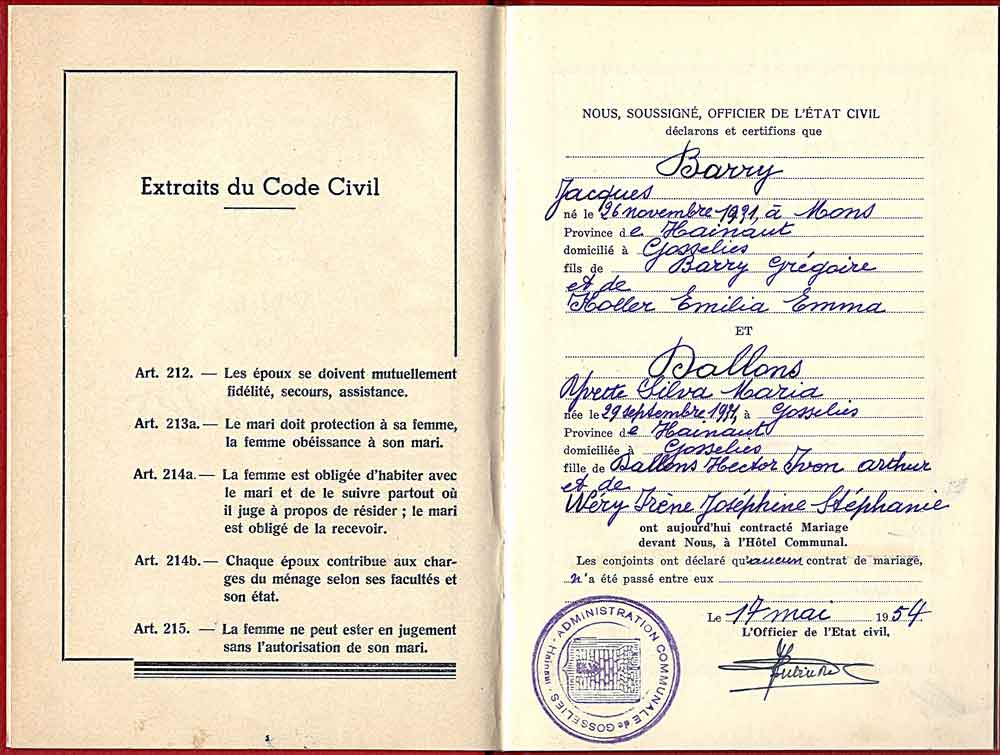 Extraits du Code Civil
Art. 212. — Les époux se doivent mutuellement
fidélité, secours, assistance.
Art. 213a. — Le mari doit protection à sa femme,
la femme obéissance à son mari.
Art. 214a. — La femme est obligée d'habiter avec
le mari et de le suivre partout où
il juge à propos de résider ; le mari
est obligé de la recevoir.
Art. 214b. — Chaque époux contribue aux char-
ges du ménage selon ses facultés et
son état.
Art. 215. — La femme ne peut ester en jugement
sans l'autorisation de son mari.
NOUS, SOUSSIGNÉ, OFFICIER DE L'ÉTAT CIVIL
déclarons et certifions que
Barry
Jacques
né le 26 novembre 1931, à Mons
Province de Hainaut
domicilié à Gosselies
fils de Barry Grégoire
et de
Koller Emilia Emma
ET
Dallons
Silva Maria
née le 29 septembre à Gosselies
Province de Hainaut
domiciliée à Gosselies
fille de Dallons Hector Yvon arthur
et de
Wéry Irène Joséphine Stéphanie
ont aujourd'hui contracté Mariage
devant Nous, à l'Hôtel Communal.
Les conjoints ont déclaré qu'aucun contrat de mariage,
n'a été passé entre eux
Le 17 mai 1954
L'Officier de l'Etat civil,
ADMINISTRATION COMMUNALE de GOSSELIES - Hainaut -